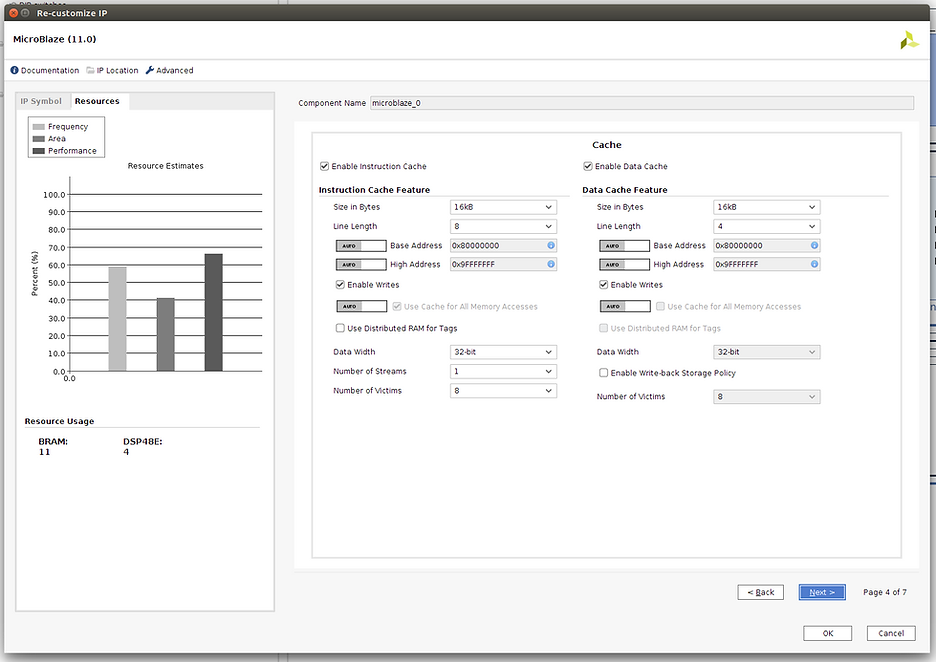 Re-customize IP
MicroBlaze (11.0)
Documentation IP Location Advanced
IP Symbol Resources
Frequency
Area
Performance
Resource Estimates
Percent (%)
100.0
90.0
80.0
70.0
60.0
50.0
40.0
30.0
20.0
10.0
0.0
0.0
Resource Usage
BRAM: DSP48E:
11 4
Component Name microblaze_0
Cache
Enable Instruction Cache Enable Data Cache
Instruction Cache Feature Data Cache Feature
Size in Bytes 16kB Size in Bytes 16kB
Line Length 8 Line Length 4
AUTO Base Address 0x80000000 AUTO Base Address 0x80000000
AUTO High Address 0x9FFFFFFF AUTO High Address 0x9FFFFFFF
Enable Writes Enable Writes
AUTO Use Cache for All Memory Accesses AUTO Use Cache for All Memory Accesses
Use Distributed RAM for Tags Use Distributed RAM for Tags
Data Width 32-bit Data Width 32-bit
Number of Streams 1 Enable Write-back Storage Policy
Number of Victims 8 Number of Victims 8
< Back Next > Page 4 of 7
OK Cancel